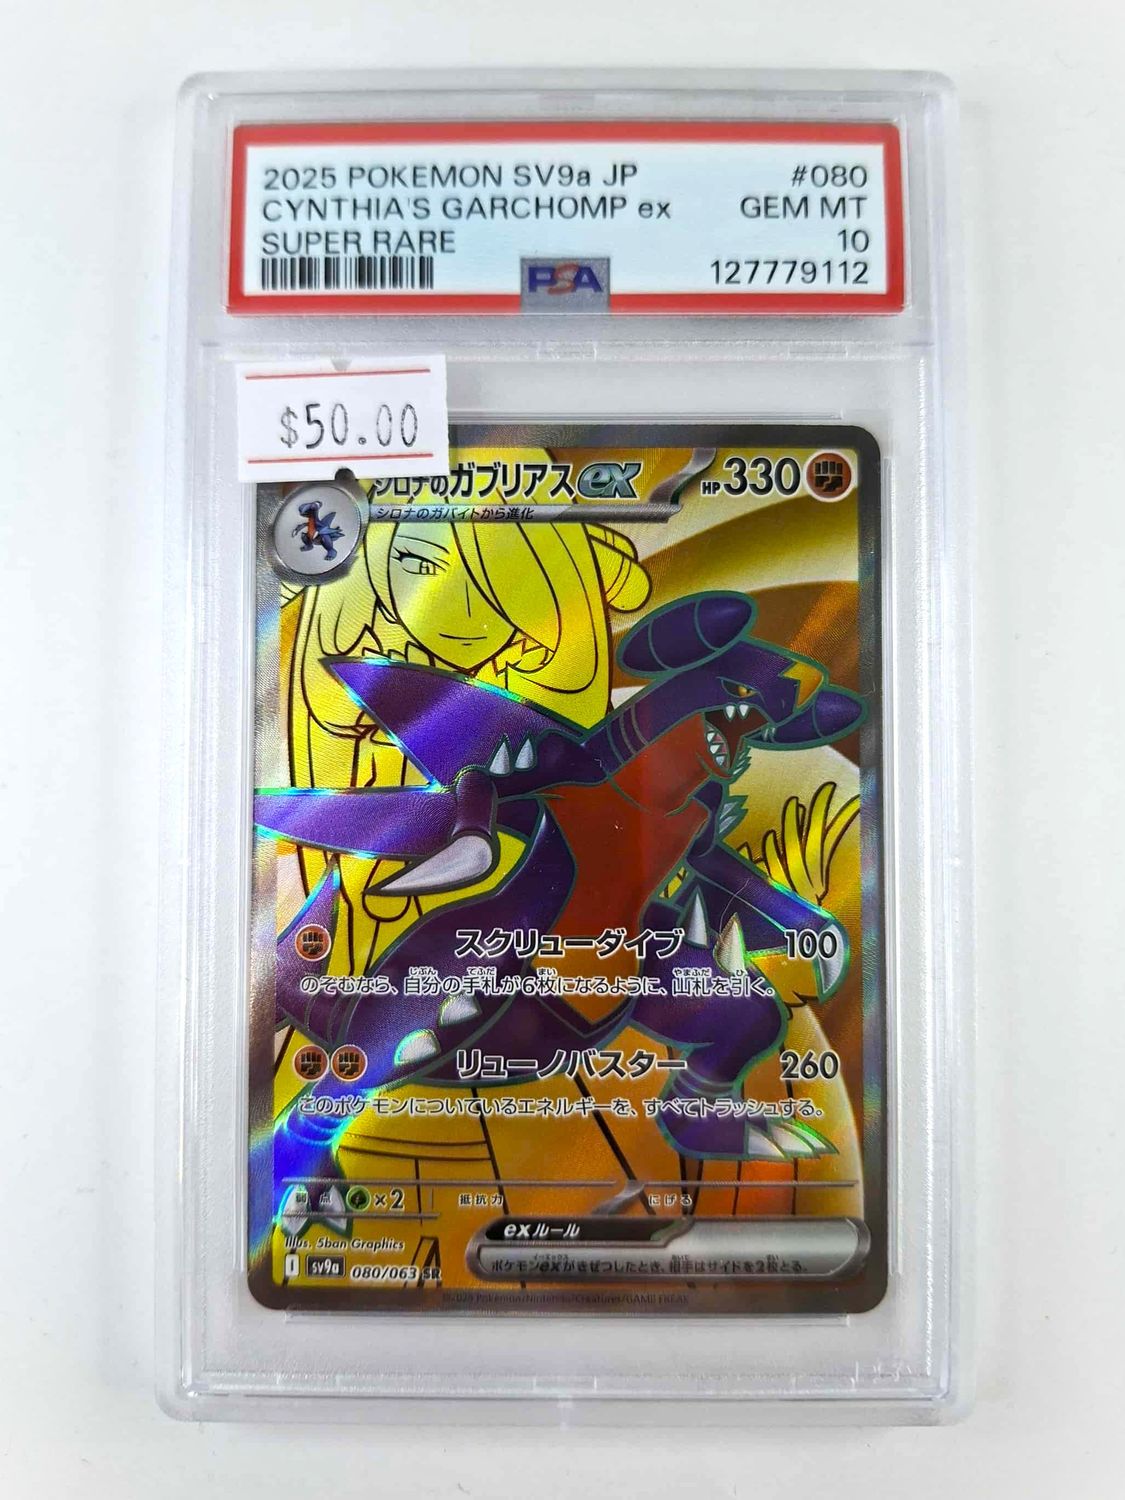 2025 POKEMON SV9a JP #080
CYNTHIA'S GARCHOMP ex GEM MT
SUPER RARE 10
PSA 127779112
$50.00
シロナのガブリアスex HP330
シロナのガバイトから進化
スクリューダイブ 100
のぞむなら、自分の手札が6枚になるように、山札を引く。
リューノバスター 260
このポケモンについているエネルギーを、すべてトラッシュする。
弱点 ×2 抵抗力 にげる
exルール
ポケモンexがきぜつしたとき、相手はサイドを2枚とる。
Illus. 5ban Graphics
I sv9a 080/063 SR
Pokémon/Nintendo/Creatures/GAME FREAK